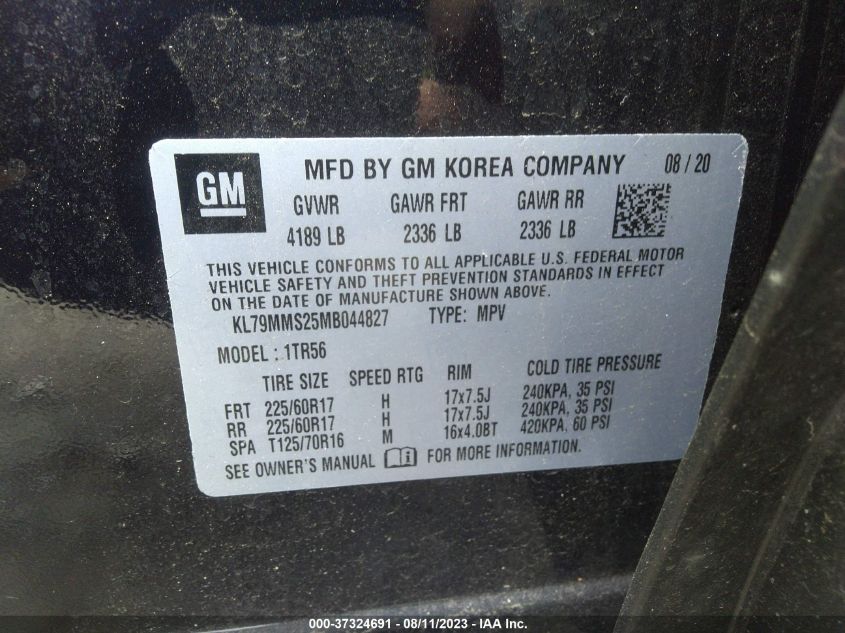 GM
MFD BY GM KOREA COMPANY 08 / 20
GVWR GAWR FRT GAWR RR
4189 LB 2336 LB 2336 LB
THIS VEHICLE CONFORMS TO ALL APPLICABLE U.S. FEDERAL MOTOR
VEHICLE SAFETY AND THEFT PREVENTION STANDARDS IN EFFECT
ON THE DATE OF MANUFACTURE SHOWN ABOVE.
KL79MMS25MB044827 TYPE: MPV
MODEL : 1TR56
TIRE SIZE SPEED RTG RIM COLD TIRE PRESSURE
FRT 225/60R17 H 17x7.5J 240KPA, 35 PSI
RR 225/60R17 H 17x7.5J 240KPA, 35 PSI
SPA T125/70R16 M 16x4.0BT 420KPA, 60 PSI
SEE OWNER'S MANUAL FOR MORE INFORMATION.
000-37324691 - 08/11/2023 - IAA Inc.